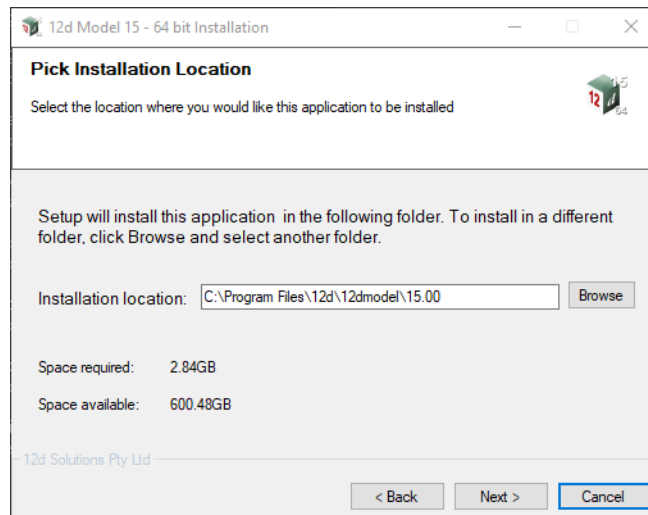 12d Model 15 - 64 bit Installation
Pick Installation Location
Select the location where you would like this application to be installed
15
12 d
64
Setup will install this application in the following folder. To install in a different
folder, click Browse and select another folder.
Installation location: C:\Program Files\12d\12dmodel\15.00 Browse
Space required: 2.84GB
Space available: 600.48GB
12d Solutions Pty Ltd
< Back Next > Cancel